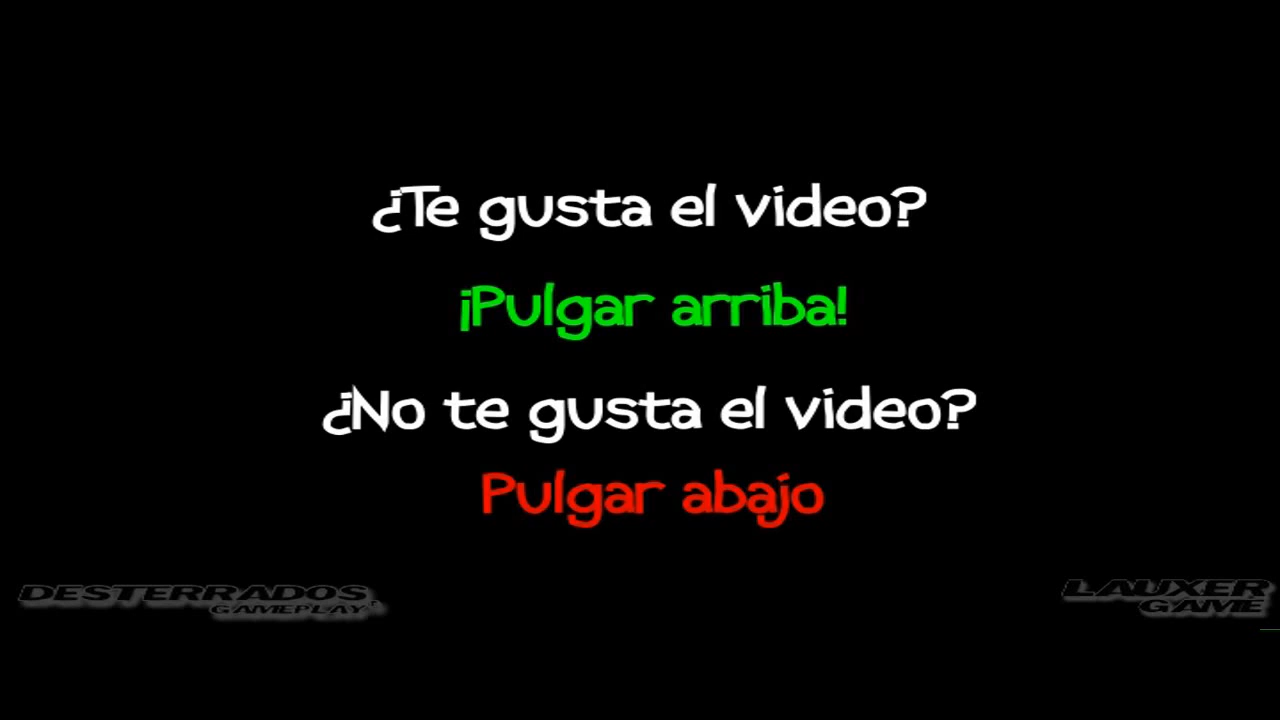 ¿Te gusta el video?
¡Pulgar arriba!
¿No te gusta el video?
Pulgar abajo
DESTERRADOS
GAMEPLAY
LAUXER
GAME